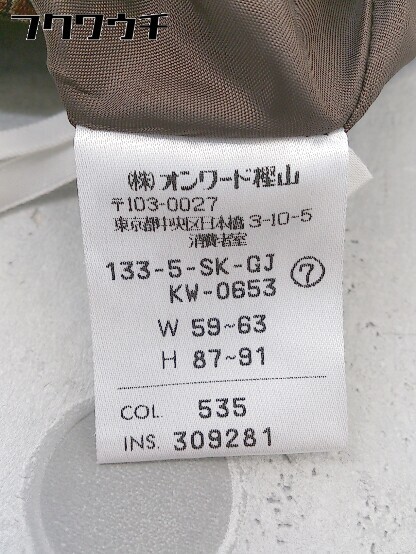 フクワウチ
㈱オンワード樫山
〒103-0027
東京都中央区日本橋 3-10-5
消費者室
133-5-SK-GJ ⑦
KW-0653
W 59~63
H 87~91
COL. 535
INS. 309281